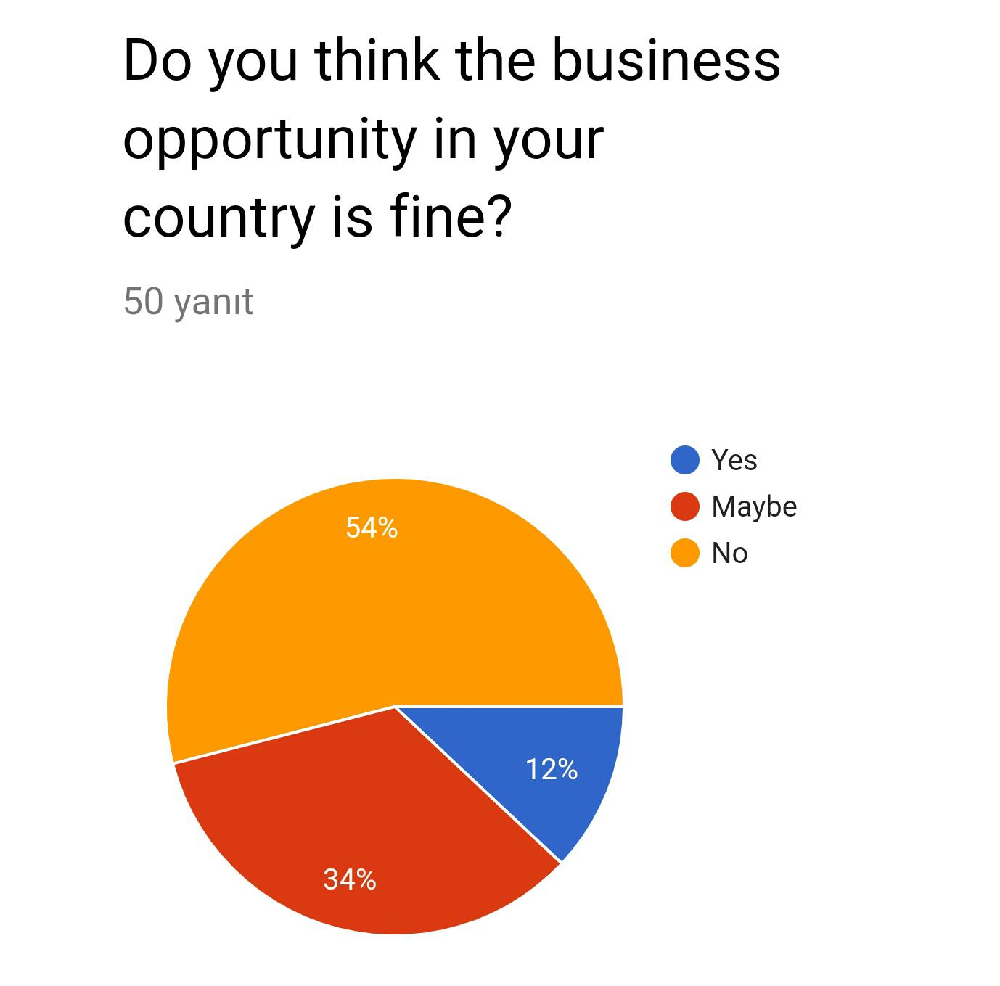 Do you think the business
opportunity in your
country is fine?
50 yanıt
Yes
Maybe
No
54%
12%
34%